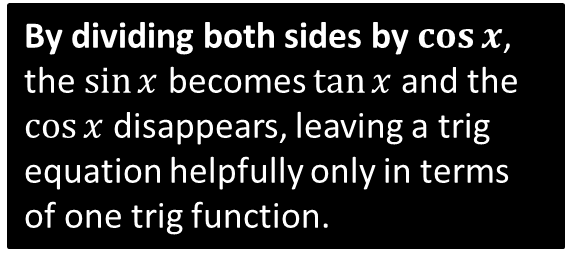 By dividing both sides by cos x,
the sin x becomes tan x and the
cos x disappears, leaving a trig
equation helpfully only in terms
of one trig function.